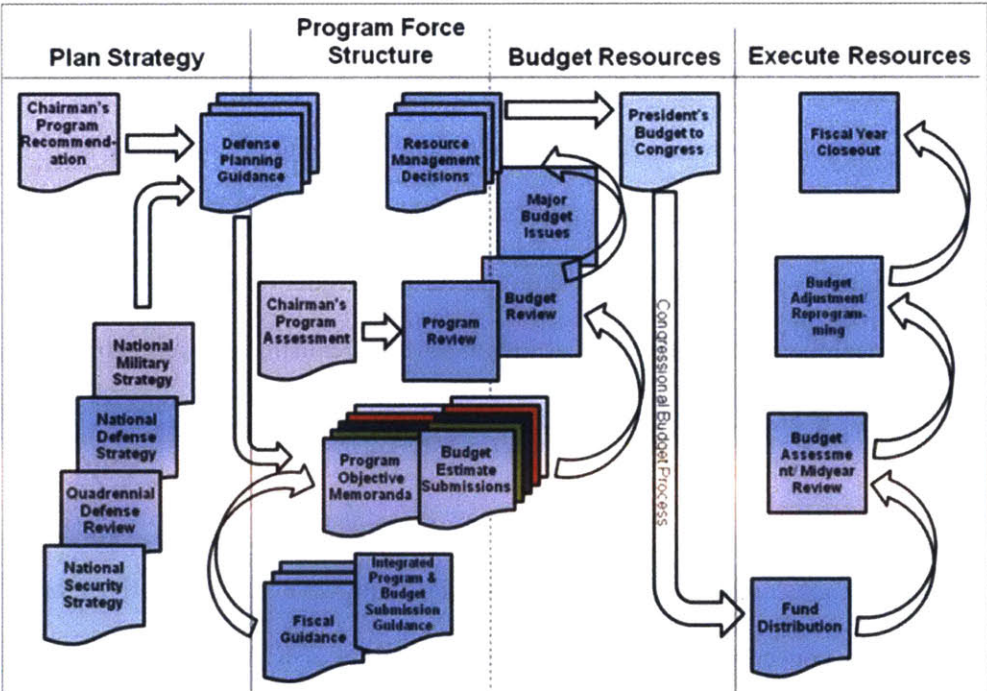 Plan Strategy
Program Force
Structure
Budget Resources
Execute Resources
Chairman's
Program
Recommend-
ation
Defense
Planning
Guidance
National
Military
Strategy
National
Defense
Strategy
Quadrennial
Defense
Review
National
Security
Strategy
Resource
Management
Decisions
Major
Budget
Issues
Budget
Review
Chairman's
Program
Assessment
Program
Review
Program
Objective
Memoranda
Budget
Estimate
Submissions
Fiscal
Guidance
Integrated
Program &
Budget
Submission
Guidance
President's
Budget to
Congress
Congressional Budget Process
Fiscal Year
Closeout
Budget
Adjustment/
Reprogram-
ming
Budget
Assessme
nt/ Midyear
Review
Fund
Distribution